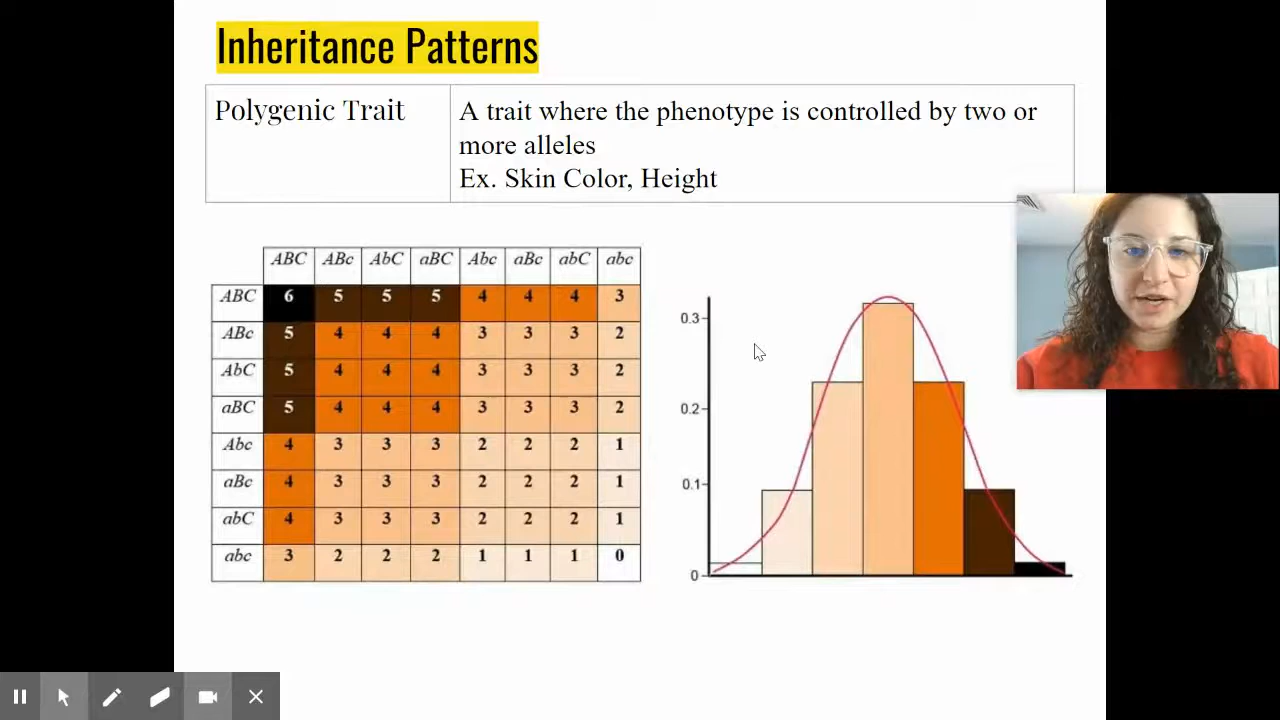 Inheritance Patterns
Polygenic Trait
A trait where the phenotype is controlled by two or
more alleles
Ex. Skin Color, Height
ABC ABc AbC aBC Abc aBc abC abc
ABC 6 5 5 5 4 4 4 3
ABc 5 4 4 4 3 3 3 2
AbC 5 4 4 4 3 3 3 2
aBC 5 4 4 4 3 3 3 2
Abc 4 3 3 3 2 2 2 1
aBc 4 3 3 3 2 2 2 1
abC 4 3 3 3 2 2 2 1
abc 3 2 2 2 1 1 1 0
0.3
0.2
0.1
0